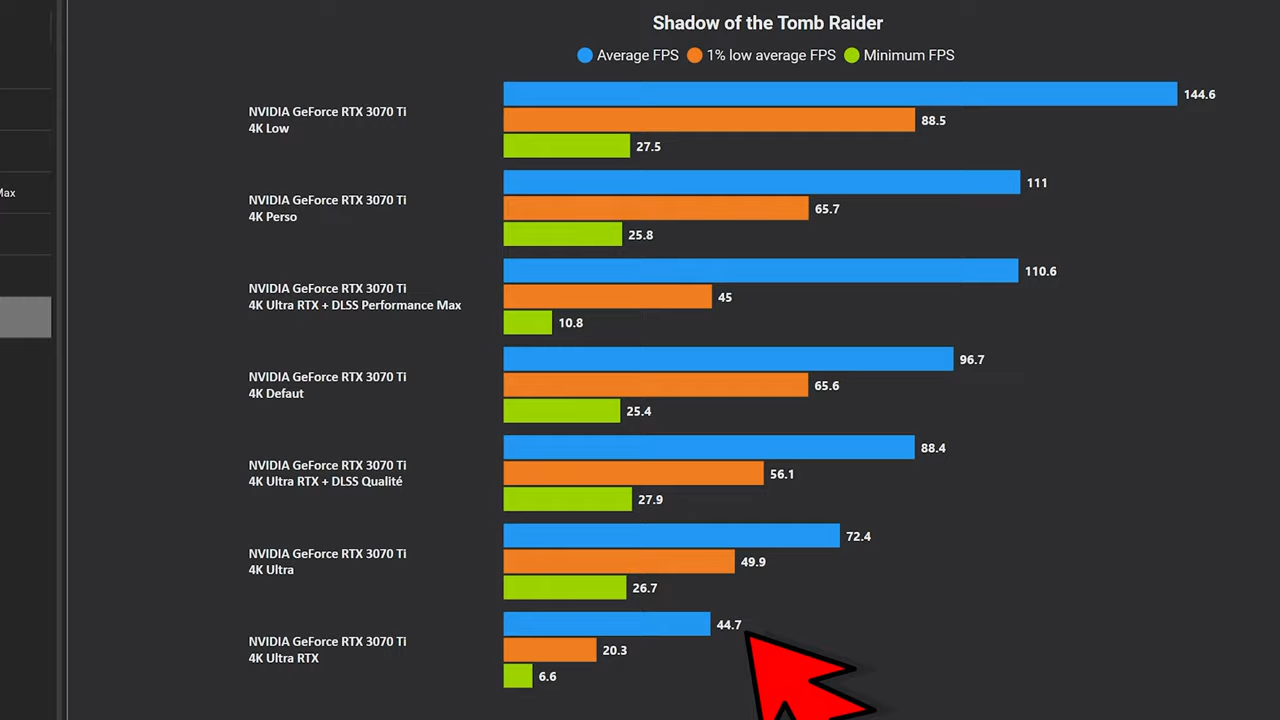 Shadow of the Tomb Raider
Average FPS 1% low average FPS Minimum FPS
NVIDIA GeForce RTX 3070 Ti
4K Low
144.6
88.5
27.5
Max
NVIDIA GeForce RTX 3070 Ti
4K Perso
111
65.7
25.8
NVIDIA GeForce RTX 3070 Ti
4K Ultra RTX + DLSS Performance Max
110.6
45
10.8
NVIDIA GeForce RTX 3070 Ti
4K Defaut
96.7
65.6
25.4
NVIDIA GeForce RTX 3070 Ti
4K Ultra RTX + DLSS Qualité
88.4
56.1
27.9
NVIDIA GeForce RTX 3070 Ti
4K Ultra
72.4
49.9
26.7
NVIDIA GeForce RTX 3070 Ti
4K Ultra RTX
44.7
20.3
6.6